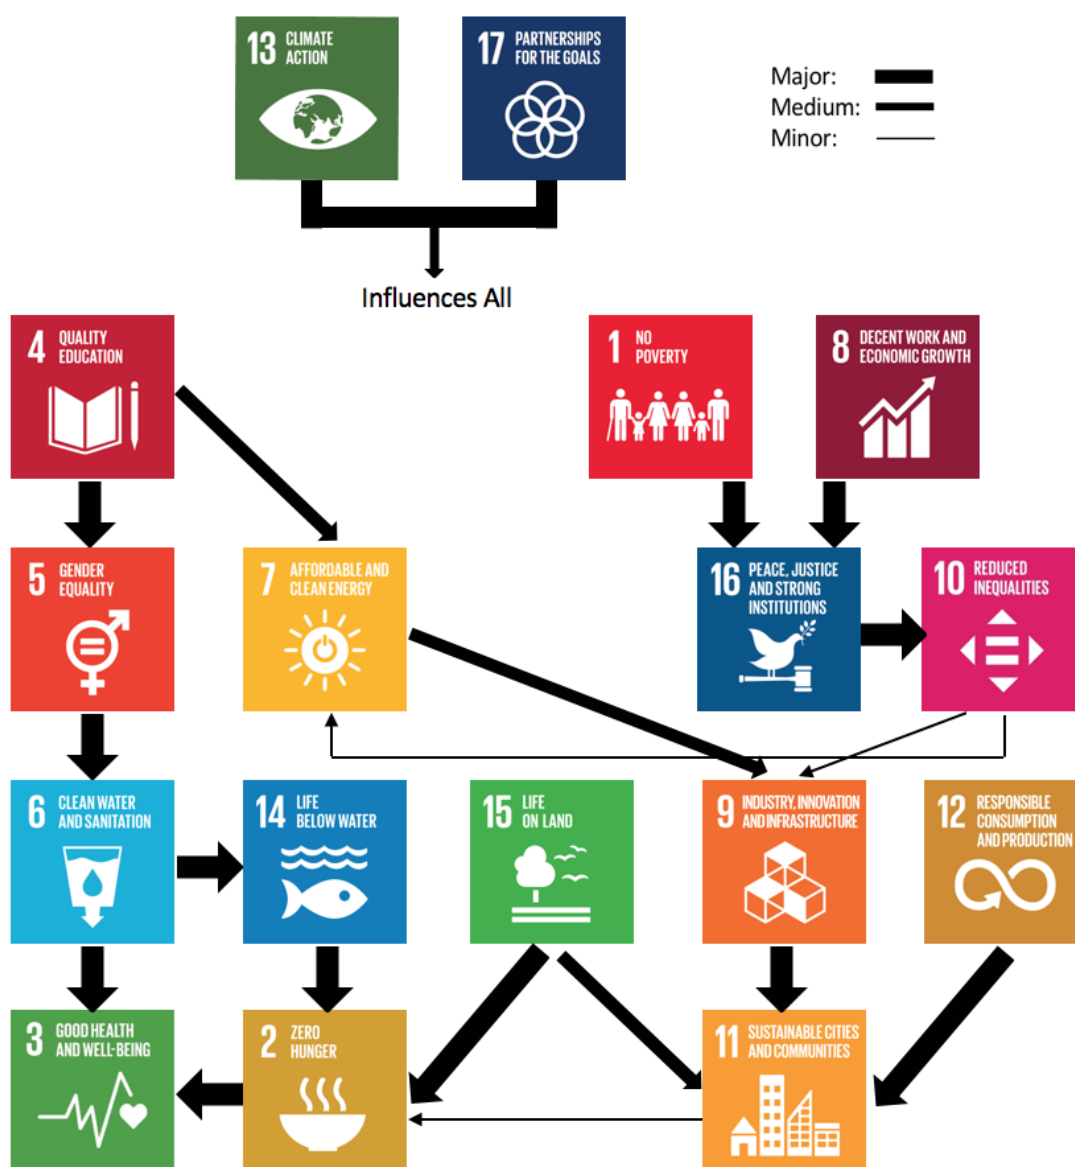 13 CLIMATE
ACTION
17 PARTNERSHIPS
FOR THE GOALS
Major:
Medium:
Minor:
Influences All
4 QUALITY
EDUCATION
1 NO
POVERTY
8 DECENT WORK AND
ECONOMIC GROWTH
5 GENDER
EQUALITY
7 AFFORDABLE AND
CLEAN ENERGY
16 PEACE, JUSTICE
AND STRONG
INSTITUTIONS
10 REDUCED
INEQUALITIES
6 CLEAN WATER
AND SANITATION
14 LIFE
BELOW WATER
15 LIFE
ON LAND
9 INDUSTRY, INNOVATION
AND INFRASTRUCTURE
12 RESPONSIBLE
CONSUMPTION
AND PRODUCTION
3 GOOD HEALTH
AND WELL-BEING
2 ZERO
HUNGER
11 SUSTAINABLE CITIES
AND COMMUNITIES